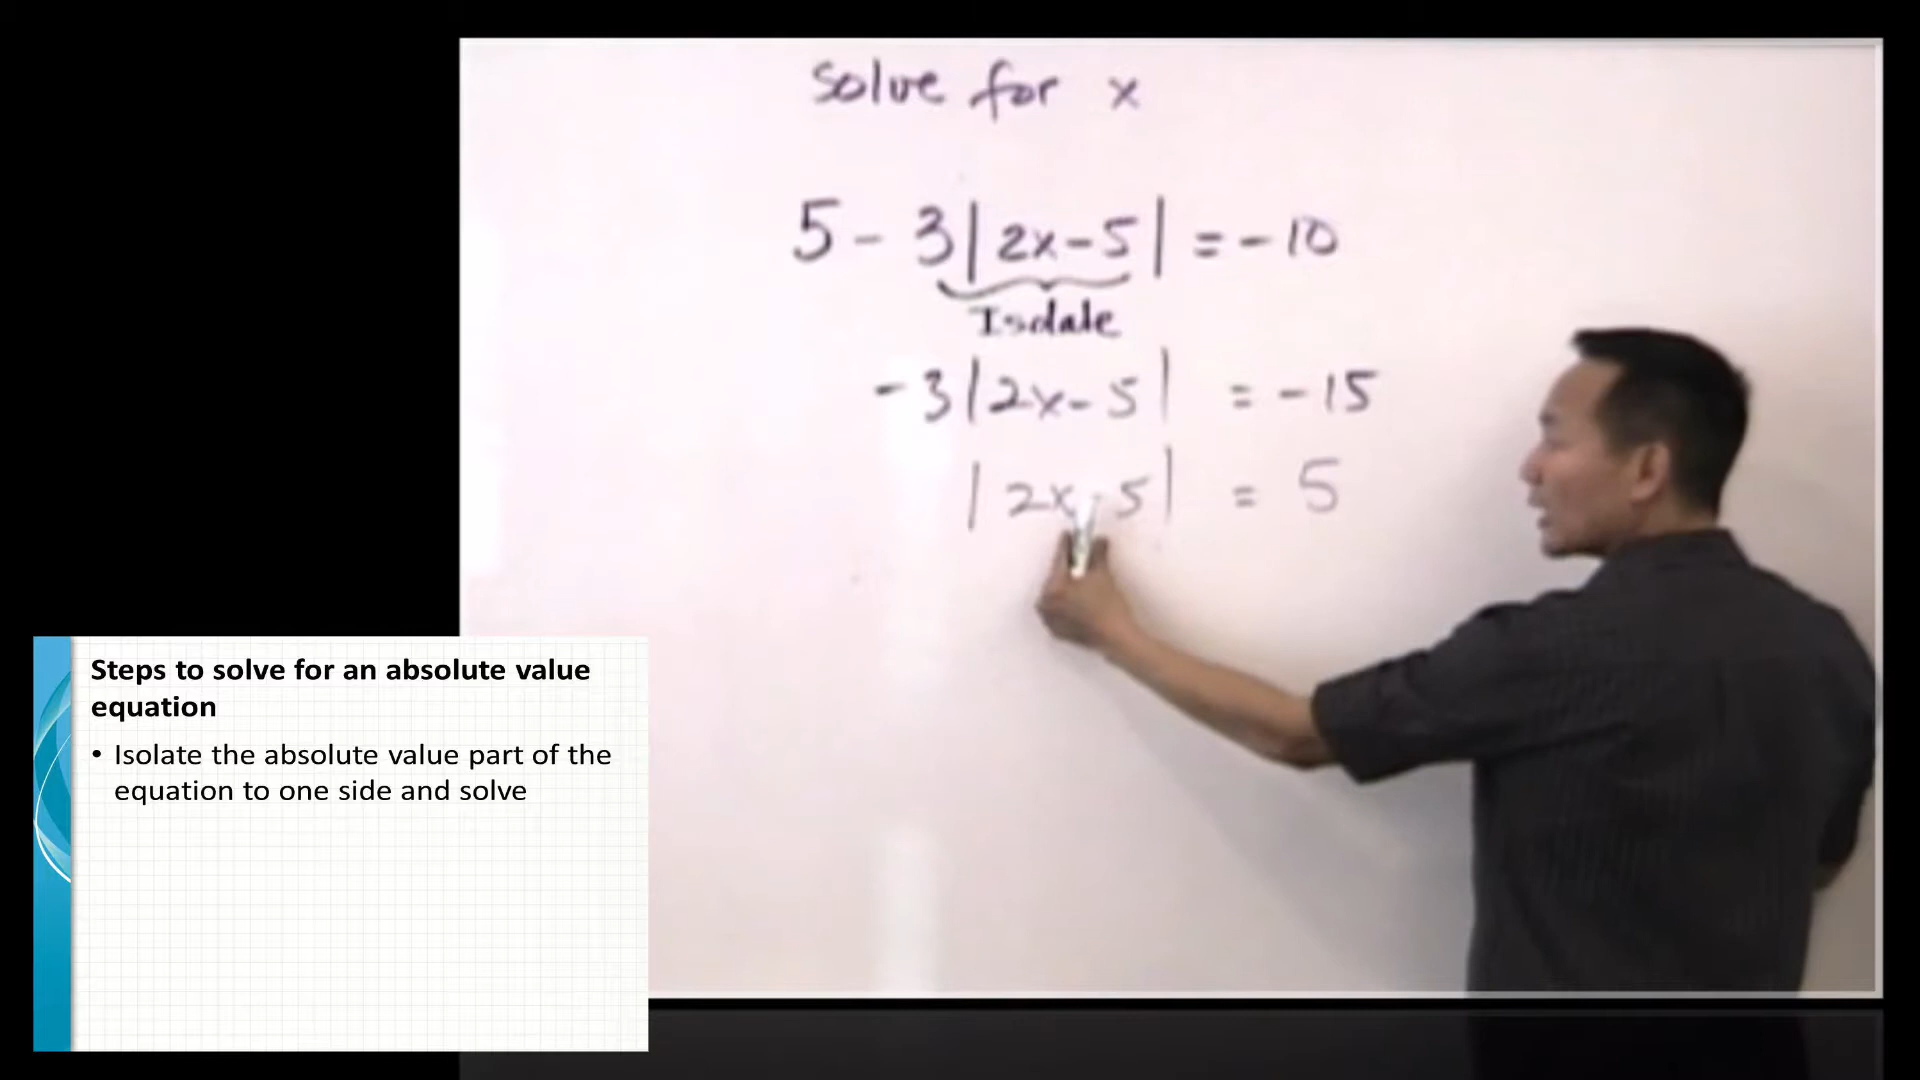 solve for x
5 - 3|2x-5| = -10
Isolate
-3|2x-5| = -15
|2x-5| = 5
Steps to solve for an absolute value
equation
• Isolate the absolute value part of the
equation to one side and solve